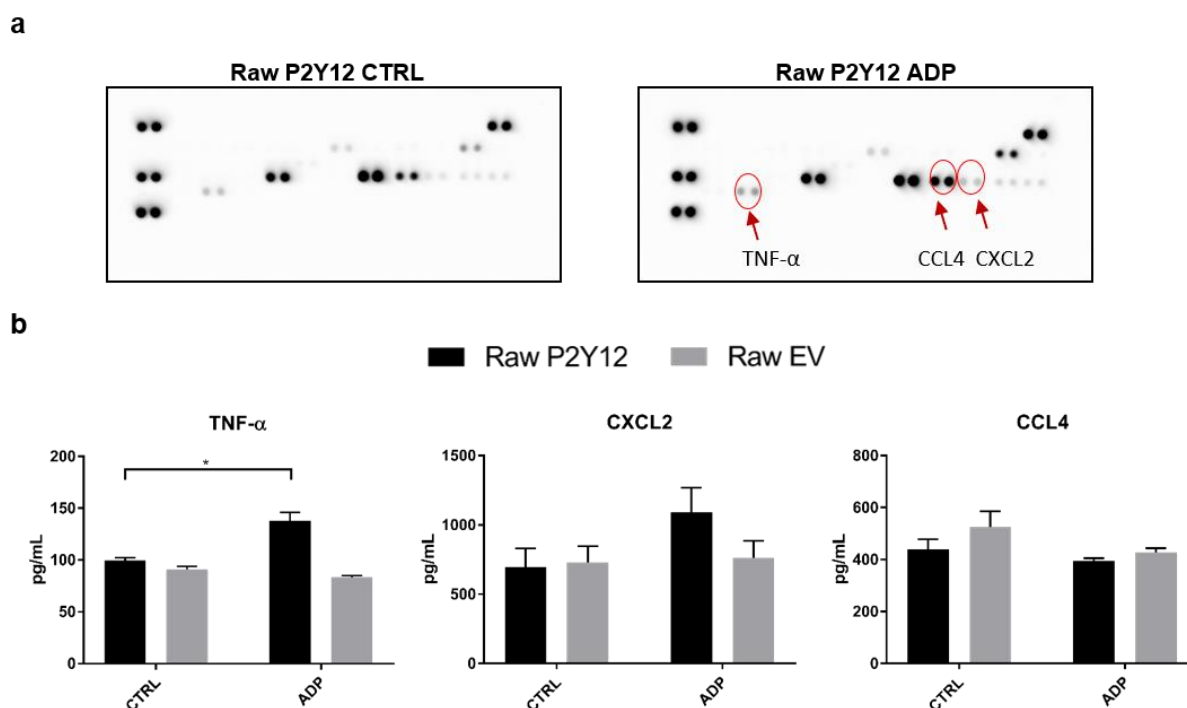 a
Raw P2Y12 CTRL
Raw P2Y12 ADP
TNF-α
CCL4
CXCL2
b
Raw P2Y12
Raw EV
TNF-α
pg/mL
200
150
100
50
0
*
CTRL
ADP
CXCL2
pg/mL
1500
1000
500
0
CTRL
ADP
CCL4
pg/mL
800
600
400
200
0
CTRL
ADP